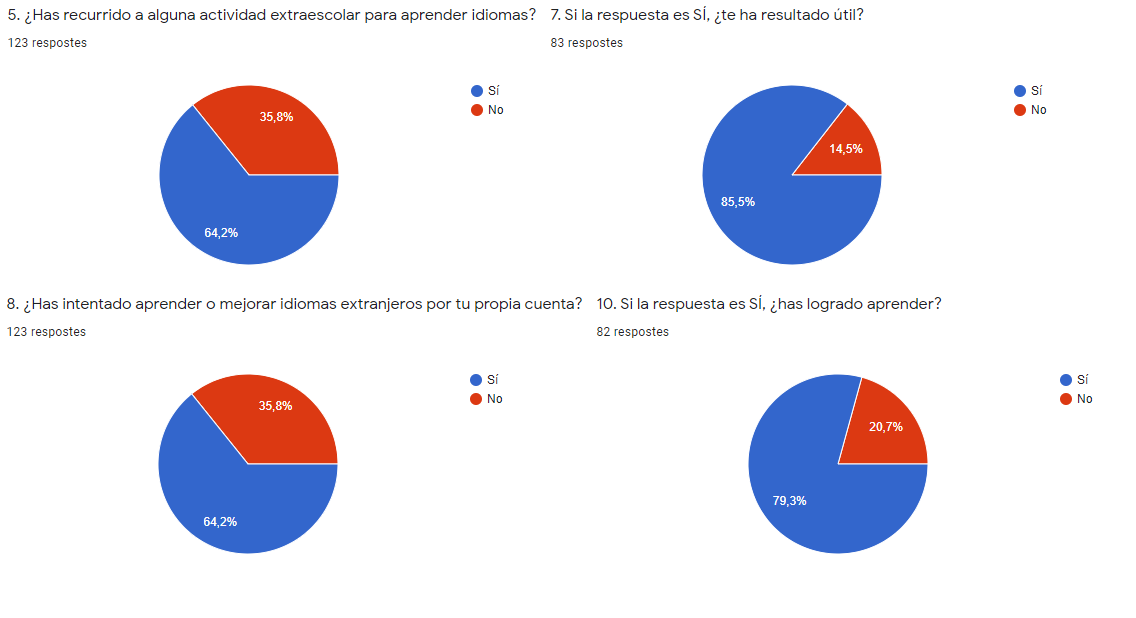 5. ¿Has recurrido a alguna actividad extraescolar para aprender idiomas?
123 respostes
Sí
No
35,8%
64,2%
7. Si la respuesta es SÍ, ¿te ha resultado útil?
83 respostes
Sí
No
14,5%
85,5%
8. ¿Has intentado aprender o mejorar idiomas extranjeros por tu propia cuenta?
123 respostes
Sí
No
35,8%
64,2%
10. Si la respuesta es SÍ, ¿has logrado aprender?
82 respostes
Sí
No
20,7%
79,3%